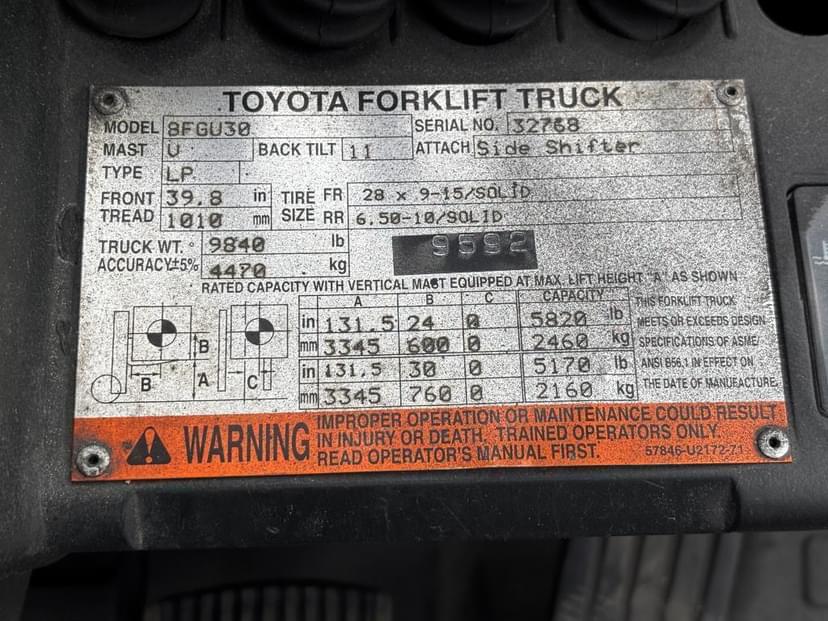 TOYOTA FORKLIFT TRUCK
MODEL 8FGU30 SERIAL NO. 32768
MAST V BACK TILT 11 ATTACH Side Shifter
TYPE LP
FRONT TREAD 39.8 in 1010 mm
TIRE SIZE FR 28 x 9-15/SOLID
RR 6.50-10/SOLID
TRUCK WT. 9840 lb
ACCURACY±5% 4470 kg
RATED CAPACITY WITH VERTICAL MAST EQUIPPED AT MAX. LIFT HEIGHT "A" AS SHOWN
A B C CAPACITY
in 131.5 24 0 5820 lb
mm 3345 600 0 2460 kg
in 131.5 30 0 5170 lb
mm 3345 760 0 2160 kg
B
B A C
THIS FORKLIFT TRUCK
MEETS OR EXCEEDS DESIGN
SPECIFICATIONS OF ASME/
ANSI B56.1 IN EFFECT ON
THE DATE OF MANUFACTURE.
WARNING
IMPROPER OPERATION OR MAINTENANCE COULD RESULT
IN INJURY OR DEATH. TRAINED OPERATORS ONLY.
READ OPERATOR'S MANUAL FIRST. 57846-U2172-71